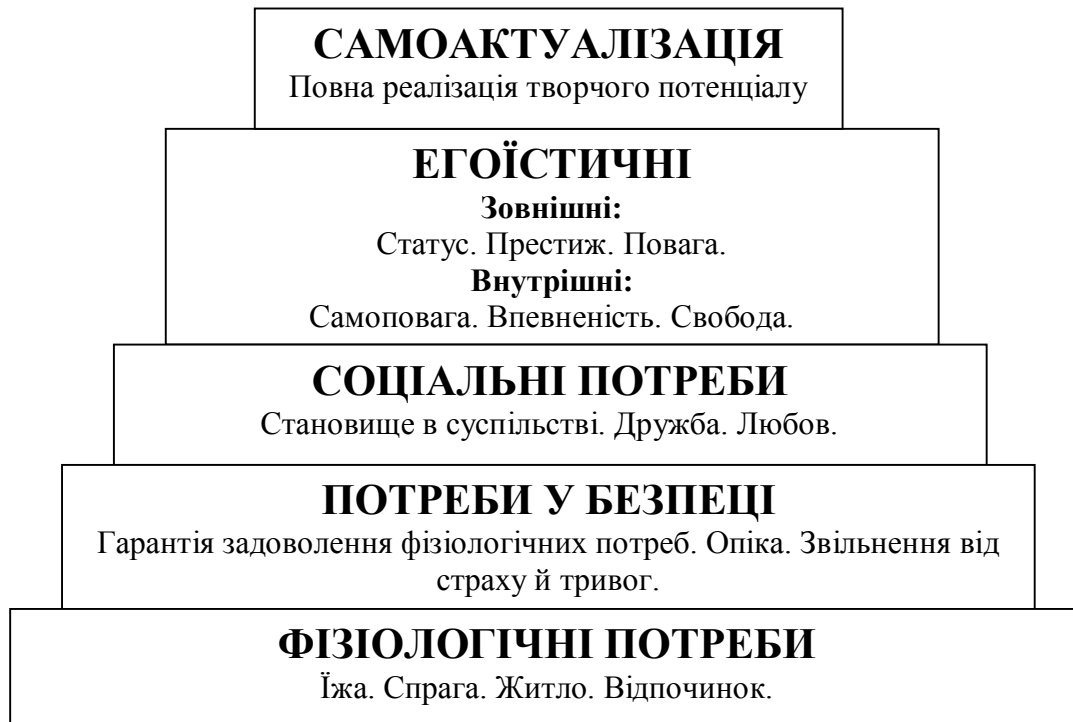 САМОАКТУАЛІЗАЦІЯ
Повна реалізація творчого потенціалу
ЕГОЇСТИЧНІ
Зовнішні:
Статус. Престиж. Повага.
Внутрішні:
Самоповага. Впевненість. Свобода.
СОЦІАЛЬНІ ПОТРЕБИ
Становище в суспільстві. Дружба. Любов.
ПОТРЕБИ У БЕЗПЕЦІ
Гарантія задоволення фізіологічних потреб. Опіка. Звільнення від
страху й тривог.
ФІЗІОЛОГІЧНІ ПОТРЕБИ
Їжа. Спрага. Житло. Відпочинок.